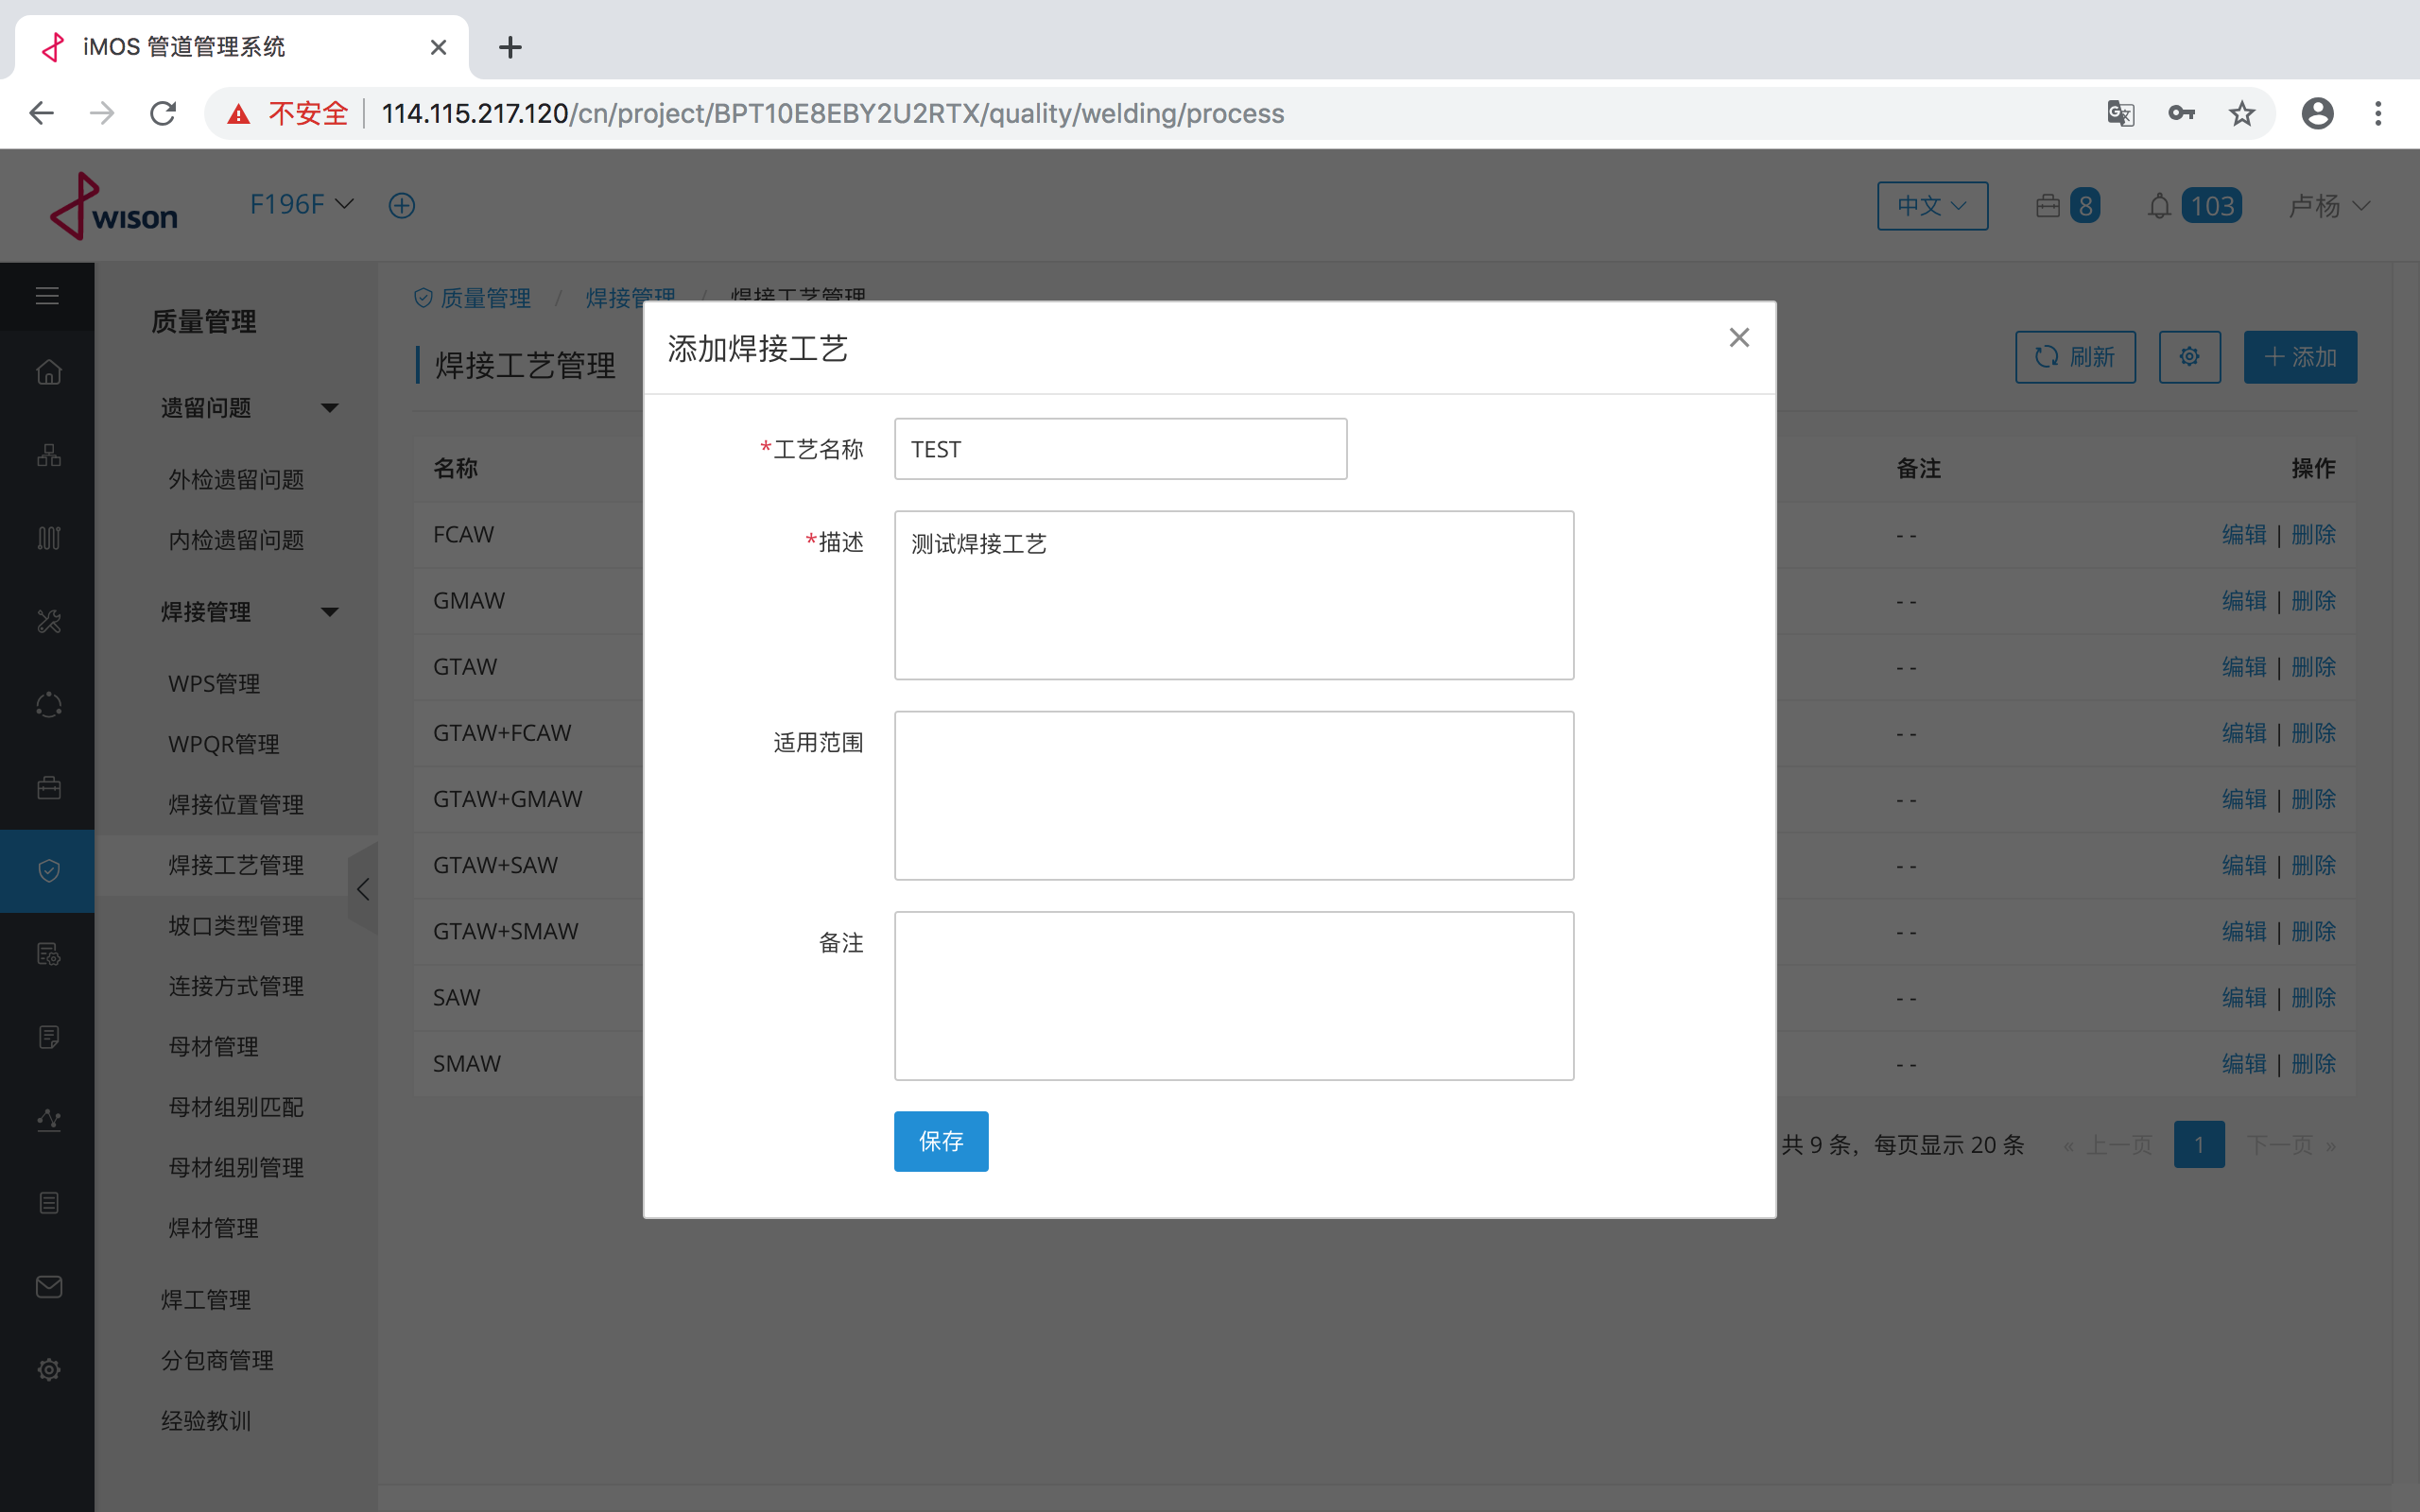 iMOS 管道管理系统
不安全 114.115.217.120/cn/project/BPT10E8EBY2U2RTX/quality/welding/process
wison F196F 中文 8 103 卢杨
质量管理 / 焊接管理 / 焊接工艺管理
质量管理
遗留问题
外检遗留问题
内检遗留问题
焊接管理
WPS管理
WPQR管理
焊接位置管理
焊接工艺管理
坡口类型管理
连接方式管理
母材管理
母材组别匹配
母材组别管理
焊材管理
焊工管理
分包商管理
经验教训
焊接工艺管理 刷新 添加
名称 备注 操作
FCAW - - 编辑 | 删除
GMAW - - 编辑 | 删除
GTAW - - 编辑 | 删除
GTAW+FCAW - - 编辑 | 删除
GTAW+GMAW - - 编辑 | 删除
GTAW+SAW - - 编辑 | 删除
GTAW+SMAW - - 编辑 | 删除
SAW - - 编辑 | 删除
SMAW - - 编辑 | 删除
共 9 条，每页显示 20 条 « 上一页 1 下一页 »
添加焊接工艺
*工艺名称 TEST
*描述 测试焊接工艺
适用范围
备注
保存